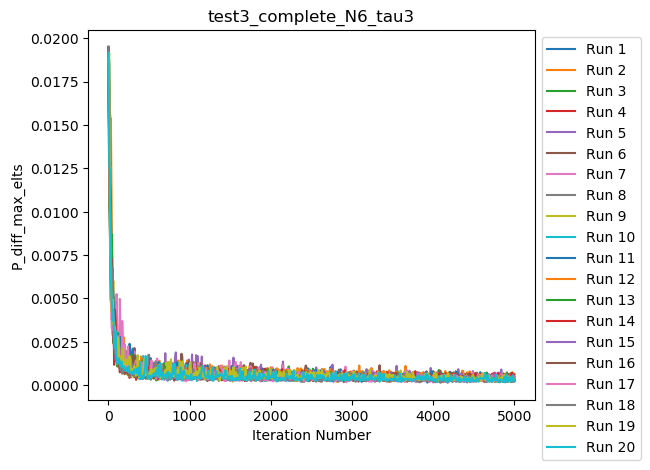 test3_complete_N6_tau3
P_diff_max_elts
0.0200
0.0175
0.0150
0.0125
0.0100
0.0075
0.0050
0.0025
0.0000
0
1000
2000
3000
4000
5000
Iteration Number
Run 1
Run 2
Run 3
Run 4
Run 5
Run 6
Run 7
Run 8
Run 9
Run 10
Run 11
Run 12
Run 13
Run 14
Run 15
Run 16
Run 17
Run 18
Run 19
Run 20